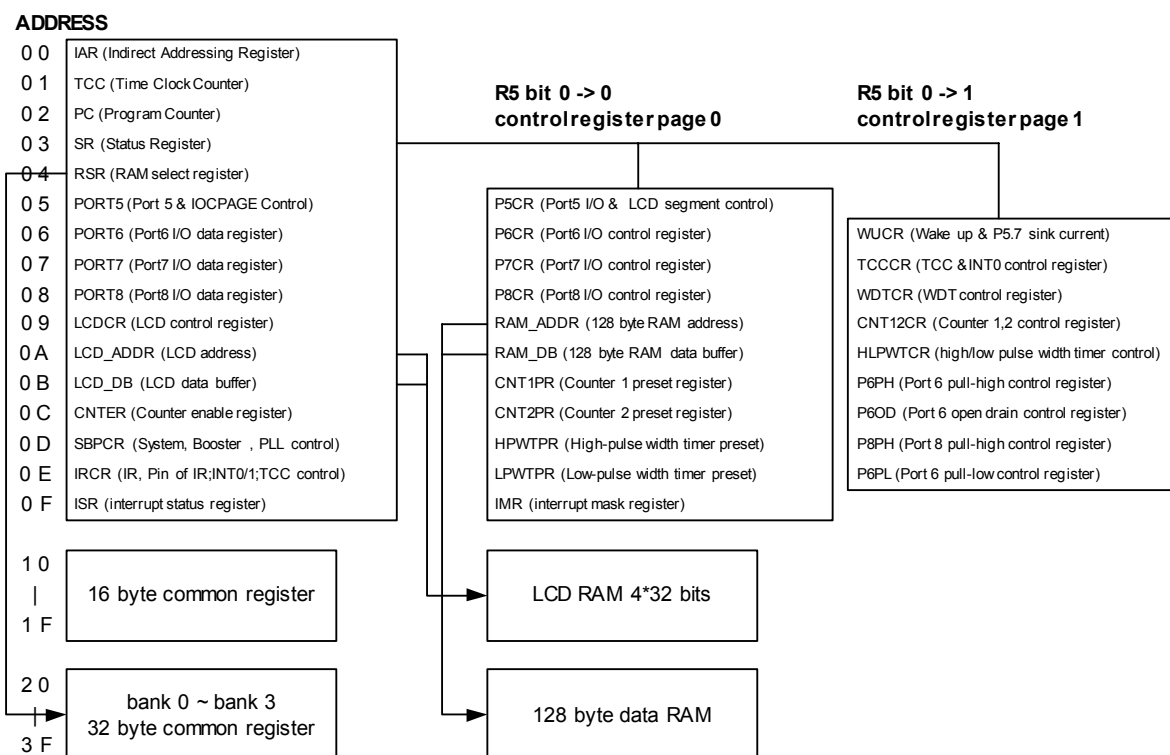 ADDRESS
0 0 IAR (Indirect Addressing Register)
0 1 TCC (Time Clock Counter)
0 2 PC (Program Counter)
0 3 SR (Status Register)
0 4 RSR (RAM select register)
0 5 PORT5 (Port 5 & IOCPAGE Control)
0 6 PORT6 (Port6 I/O data register)
0 7 PORT7 (Port7 I/O data register)
0 8 PORT8 (Port8 I/O data register)
0 9 LCDCR (LCD control register)
0 A LCD_ADDR (LCD address)
0 B LCD_DB (LCD data buffer)
0 C CNTER (Counter enable register)
0 D SBPCR (System, Booster , PLL control)
0 E IRCR (IR, Pin of IR;INT0/1;TCC control)
0 F ISR (interrupt status register)
R5 bit 0 -> 0
control register page 0
P5CR (Port5 I/O & LCD segment control)
P6CR (Port6 I/O control register)
P7CR (Port7 I/O control register)
P8CR (Port8 I/O control register)
RAM_ADDR (128 byte RAM address)
RAM_DB (128 byte RAM data buffer)
CNT1PR (Counter 1 preset register)
CNT2PR (Counter 2 preset register)
HPWTPR (High-pulse width timer preset)
LPWTPR (Low-pulse width timer preset)
IMR (interrupt mask register)
R5 bit 0 -> 1
control register page 1
WUCR (Wake up & P5.7 sink current)
TCCCR (TCC & INT0 control register)
WDTCR (WDT control register)
CNT12CR (Counter 1,2 control register)
HLPWTCR (high/low pulse width timer control)
P6PH (Port 6 pull-high control register)
P6OD (Port 6 open drain control register)
P8PH (Port 8 pull-high control register)
P6PL (Port 6 pull-low control register)
1 0
|
1 F
16 byte common register
LCD RAM 4*32 bits
2 0
|
3 F
bank 0 ~ bank 3
32 byte common register
128 byte data RAM